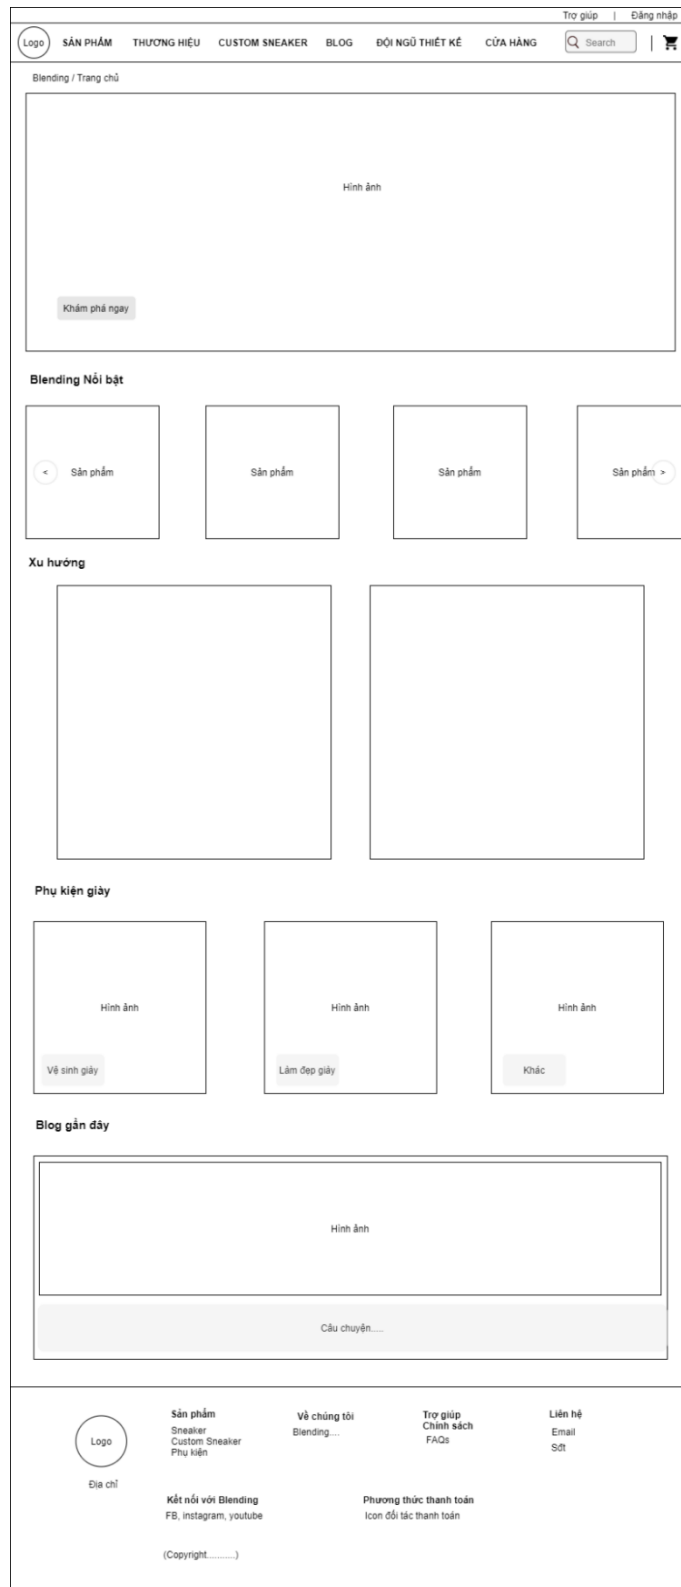 Trợ giúp | Đăng nhập
Logo SẢN PHẨM THƯƠNG HIỆU CUSTOM SNEAKER BLOG ĐỘI NGŨ THIẾT KẾ CỬA HÀNG Search
Blending / Trang chủ
Hình ảnh
Khám phá ngay
Blending Nổi bật
< Sản phẩm Sản phẩm Sản phẩm Sản phẩm >
Xu hướng
Phụ kiện giày
Hình ảnh Hình ảnh Hình ảnh
Vệ sinh giày Làm đẹp giày Khác
Blog gần đây
Hình ảnh
Câu chuyện.....
Logo
Địa chỉ
Sản phẩm
Sneaker
Custom Sneaker
Phụ kiện
Về chúng tôi
Blending....
Trợ giúp
Chính sách
FAQs
Liên hệ
Email
Sđt
Kết nối với Blending
FB, instagram, youtube
Phương thức thanh toán
Icon đối tác thanh toán
(Copyright...........)